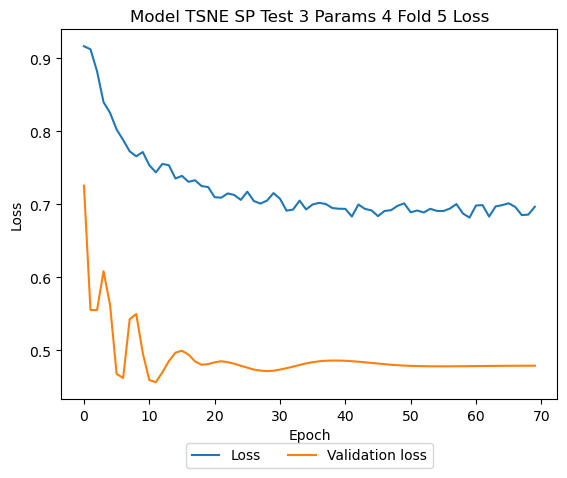 Model TSNE SP Test 3 Params 4 Fold 5 Loss
Loss
0.9
0.8
0.7
0.6
0.5
0 10 20 30 40 50 60 70
Epoch
Loss Validation loss